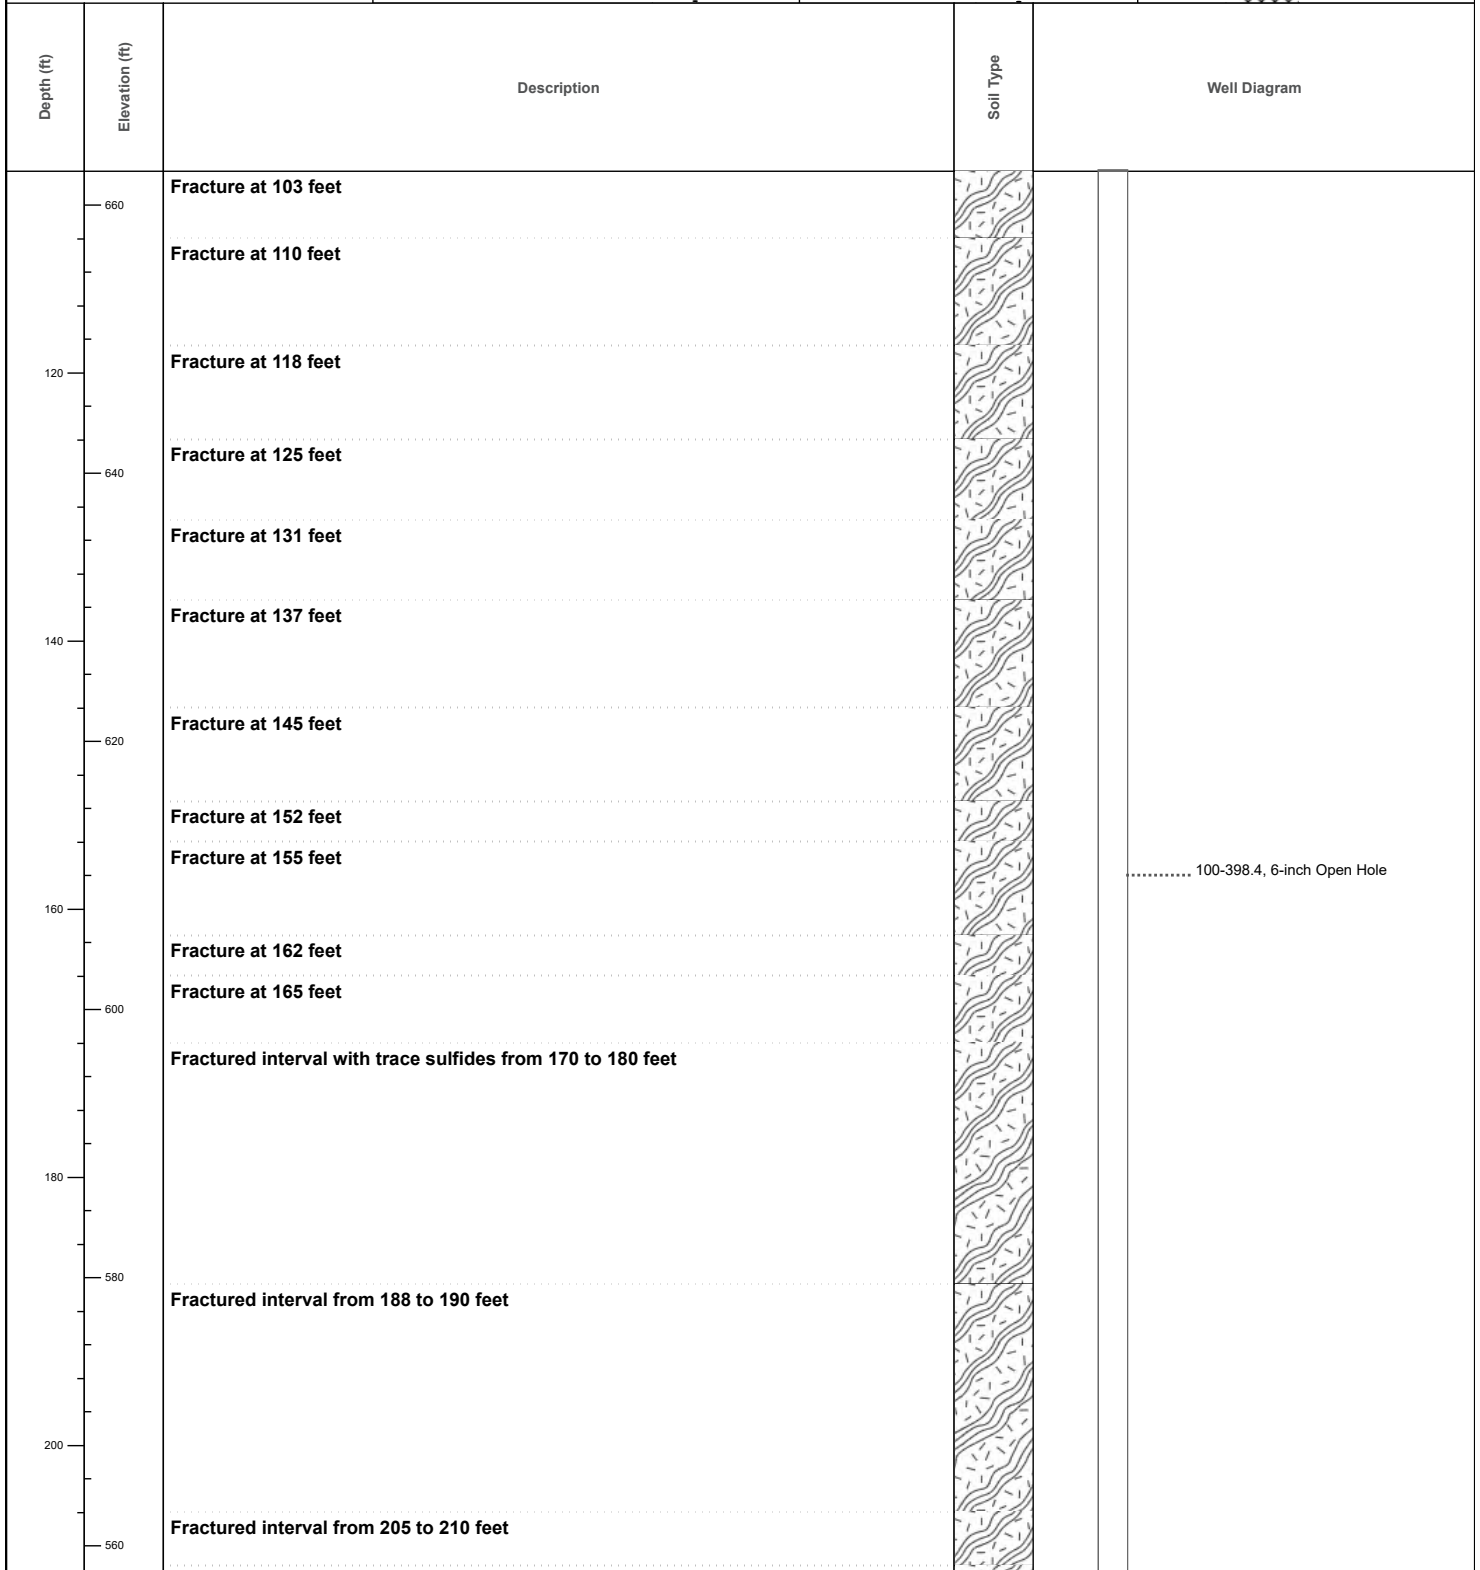 Depth (ft)
Elevation (ft)
Description
Soil Type
Well Diagram
Fracture at 103 feet
660
Fracture at 110 feet
Fracture at 118 feet
120
Fracture at 125 feet
640
Fracture at 131 feet
Fracture at 137 feet
140
Fracture at 145 feet
620
Fracture at 152 feet
Fracture at 155 feet
100-398.4, 6-inch Open Hole
160
Fracture at 162 feet
Fracture at 165 feet
600
Fractured interval with trace sulfides from 170 to 180 feet
180
580
Fractured interval from 188 to 190 feet
200
Fractured interval from 205 to 210 feet
560